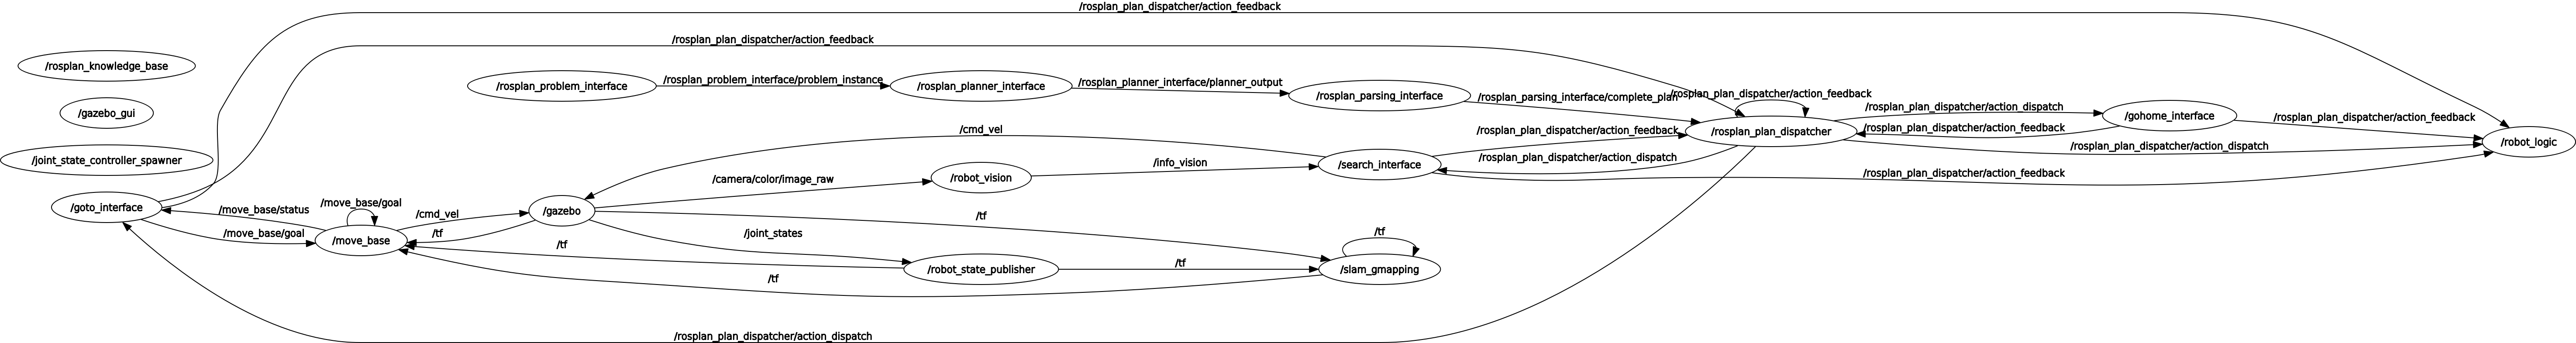 /rosplan_plan_dispatcher/action_feedback
/rosplan_plan_dispatcher/action_feedback
/rosplan_knowledge_base
/rosplan_problem_interface
/rosplan_problem_interface/problem_instance
/rosplan_planner_interface
/rosplan_planner_interface/planner_output
/rosplan_parsing_interface
/rosplan_parsing_interface/complete_plan
/rosplan_plan_dispatcher/action_feedback
/rosplan_plan_dispatcher
/rosplan_plan_dispatcher/action_dispatch
/rosplan_plan_dispatcher/action_feedback
/gohome_interface
/rosplan_plan_dispatcher/action_feedback
/rosplan_plan_dispatcher/action_dispatch
/robot_logic
/gazebo_gui
/joint_state_controller_spawner
/cmd_vel
/rosplan_plan_dispatcher/action_feedback
/rosplan_plan_dispatcher/action_dispatch
/search_interface
/info_vision
/robot_vision
/camera/color/image_raw
/rosplan_plan_dispatcher/action_feedback
/goto_interface
/move_base/status
/move_base/goal
/move_base/goal
/move_base
/cmd_vel
/tf
/gazebo
/tf
/joint_states
/tf
/robot_state_publisher
/tf
/tf
/slam_gmapping
/tf
/rosplan_plan_dispatcher/action_dispatch